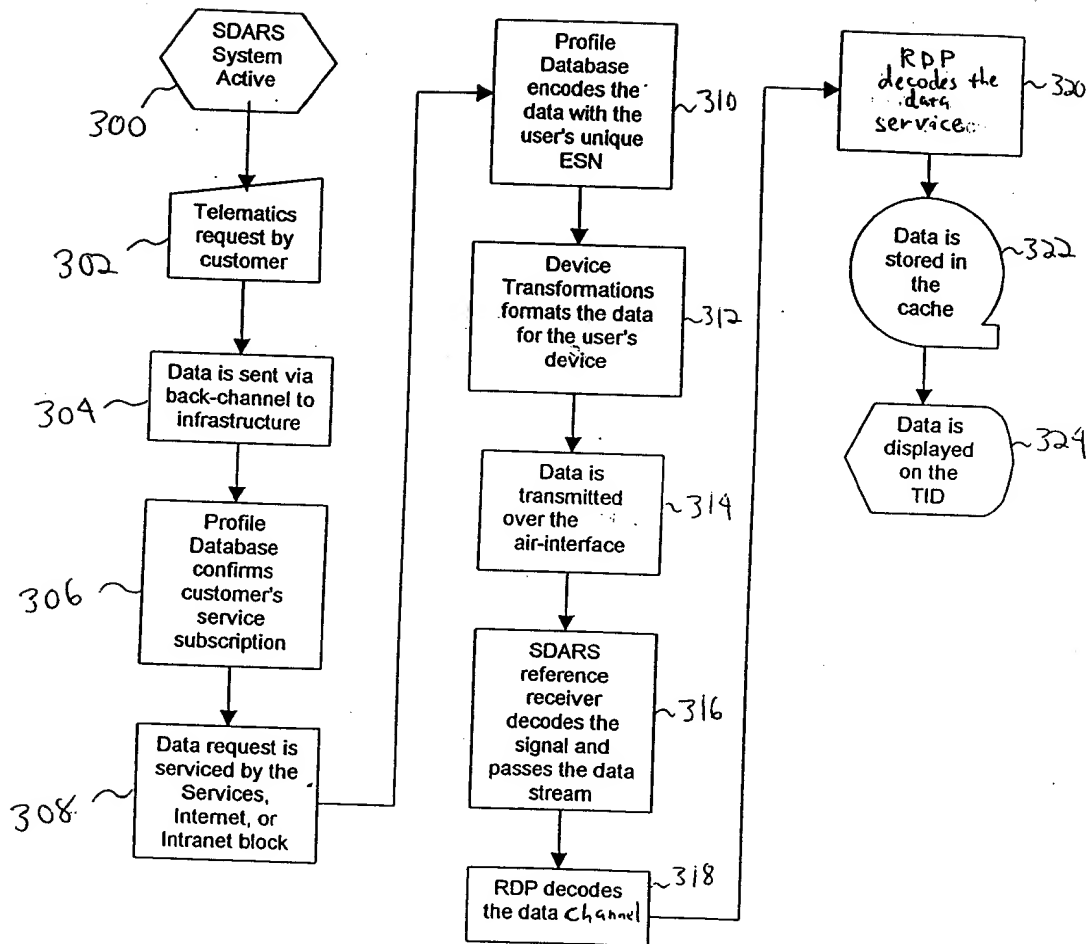 SDARS
System
Active
300
Telematics
request by
customer
302
Data is sent via
back-channel to
infrastructure
304
Profile
Database
confirms
customer's
service
subscription
306
Data request is
serviced by the
Services,
Internet, or
Intranet block
308
Profile
Database
encodes the
data with the
user's unique
ESN
310
Device
Transformations
formats the data
for the user's
device
312
Data is
transmitted
over the
air-interface
314
SDARS
reference
receiver
decodes the
signal and
passes the data
stream
316
RDP decodes
the data channel
318
RDP
decodes the
data
service
320
Data is
stored in
the
cache
322
Data is
displayed
on the
TID
324